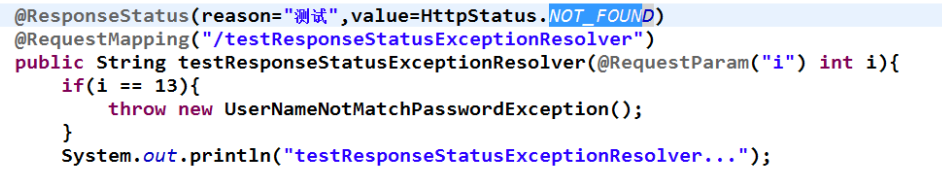 @ResponseStatus(reason="测试",value=HttpStatus.NOT_FOUND)
@RequestMapping("/testResponseStatusExceptionResolver")
public String testResponseStatusExceptionResolver(@RequestParam("i") int i){
if(i == 13){
throw new UserNameNotMatchPasswordException();
}
System.out.println("testResponseStatusExceptionResolver...");